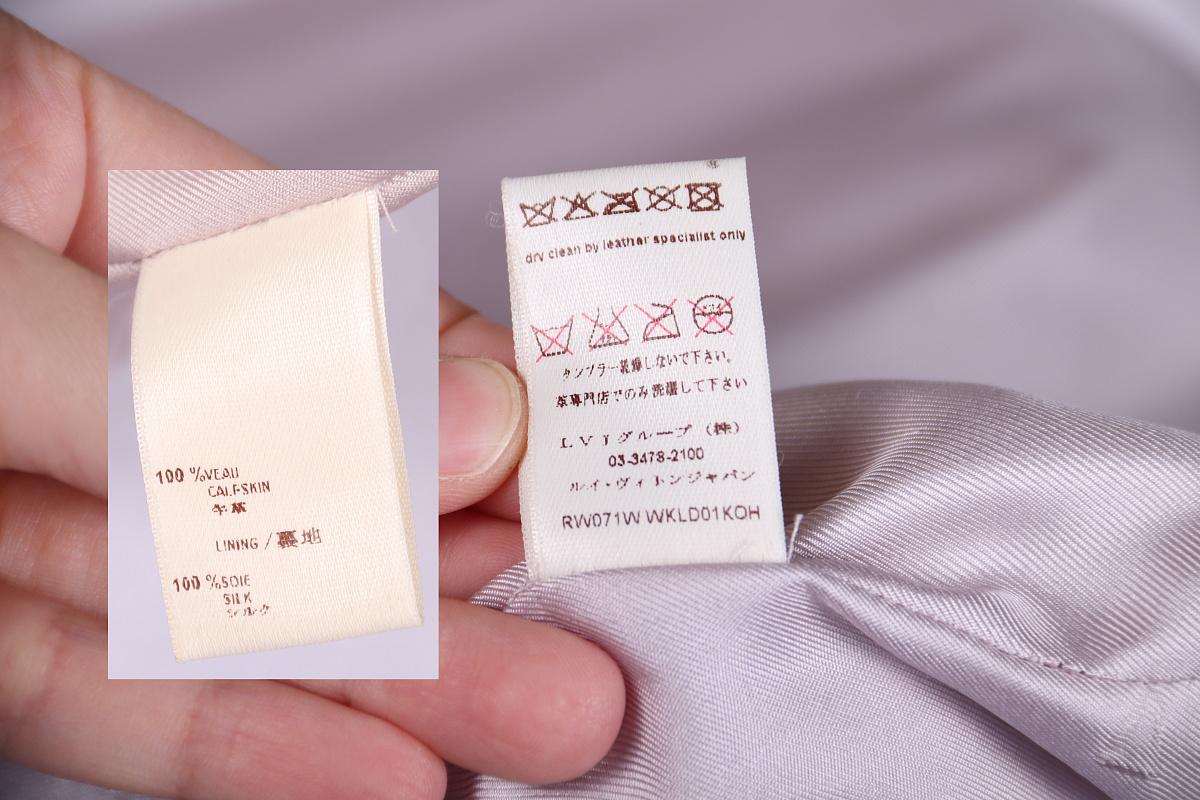 100 %VEAU
CALFSKIN
牛革
LINING / 裏地
100 %SOIE
SILK
シルク
dry clean by leather specialist only
タンブラー乾燥しないで下さい。
革専門店でのみ洗濯して下さい
LVJグループ (株)
03-3478-2100
ルイ・ヴィトンジャパン
RW071W WKLD01KOH